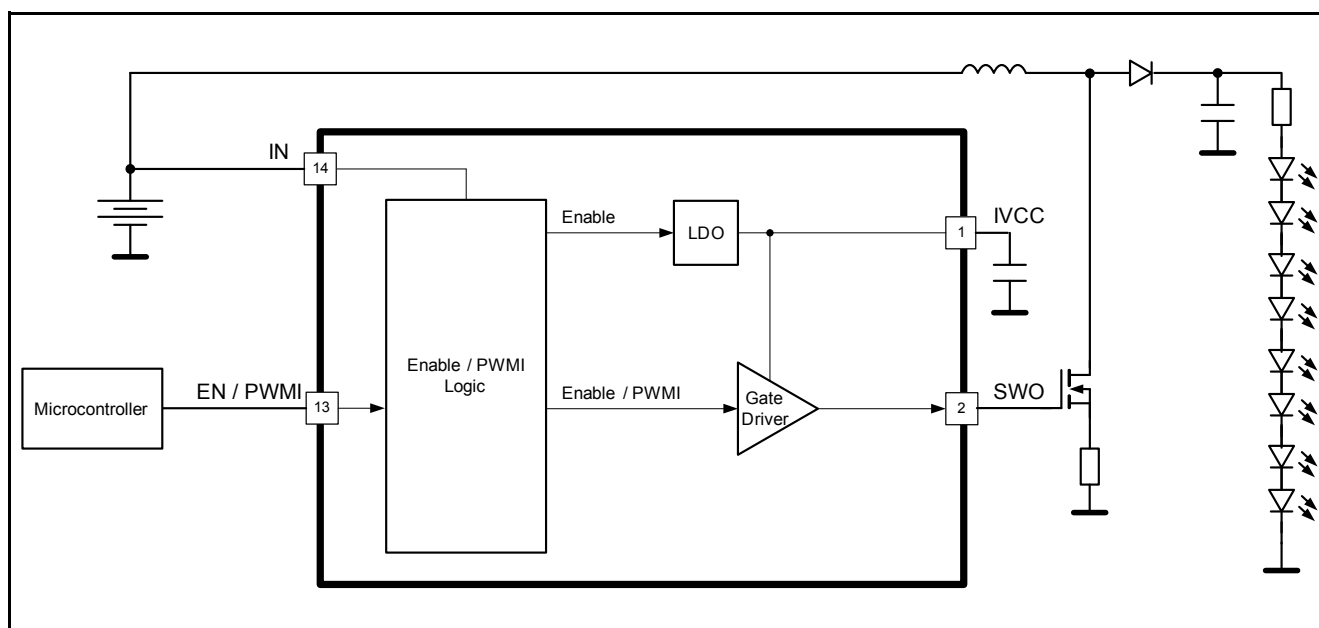 IN
14
Enable
LDO
IVCC
1
Microcontroller
EN / PWMI
13
Enable / PWMI
Logic
Enable / PWMI
Gate
Driver
2
SWO